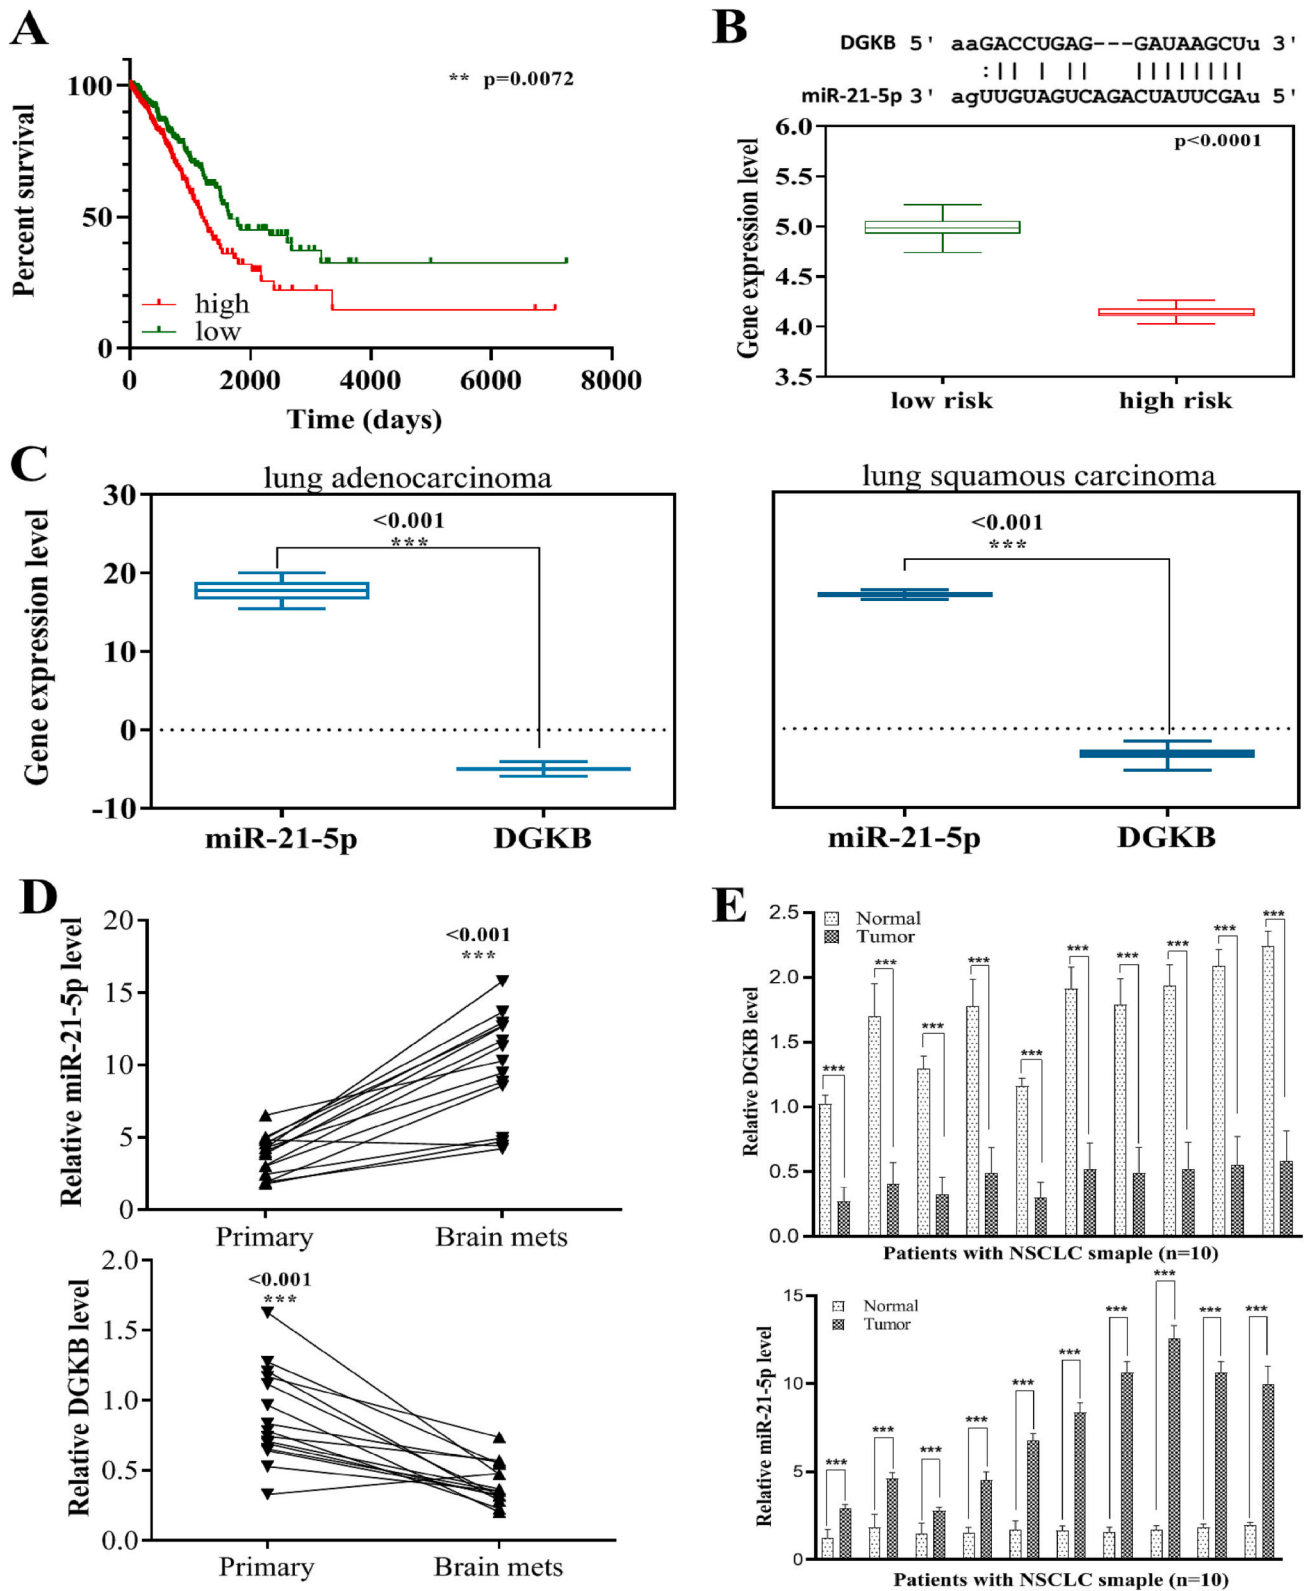 A
** p=0.0072
Percent survival
100
50
0
high
low
0 2000 4000 6000 8000
Time (days)
B
DGKB 5' aaGACCUGAG---GAUAAGCUu 3'
:|| | || ||||||||
miR-21-5p 3' agUUGUAGUCAGACUAUUCGAu 5'
Gene expression level
6.0
5.5
5.0
4.5
4.0
3.5
p<0.0001
low risk high risk
C
lung adenocarcinoma
Gene expression level
30
20
10
0
-10
<0.001
***
miR-21-5p DGKB
lung squamous carcinoma
<0.001
***
miR-21-5p DGKB
D
Relative miR-21-5p level
20
15
10
5
0
<0.001
***
Primary Brain mets
Relative DGKB level
2.0
1.5
1.0
0.5
0.0
<0.001
***
Primary Brain mets
E
Relative DGKB level
2.5
2.0
1.5
1.0
0.5
0.0
Normal
Tumor
*** *** *** *** *** *** *** *** *** ***
Patients with NSCLC smaple (n=10)
Relative miR-21-5p level
15
10
5
0
Normal
Tumor
*** *** *** *** *** *** *** *** *** ***
Patients with NSCLC smaple (n=10)